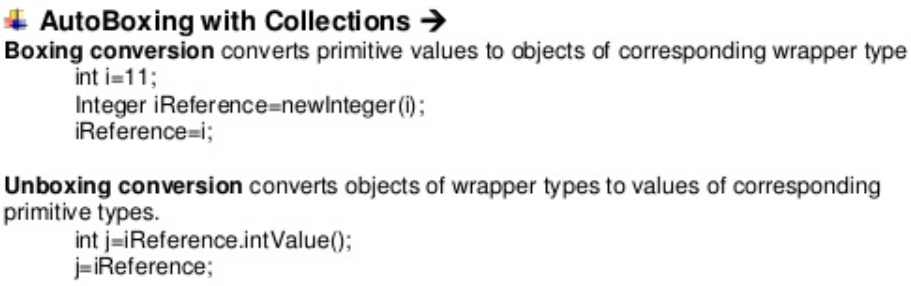 AutoBoxing with Collections →
Boxing conversion converts primitive values to objects of corresponding wrapper type
int i=11;
Integer iReference=newInteger(i);
iReference=i;
Unboxing conversion converts objects of wrapper types to values of corresponding
primitive types.
int j=iReference.intValue();
j=iReference;